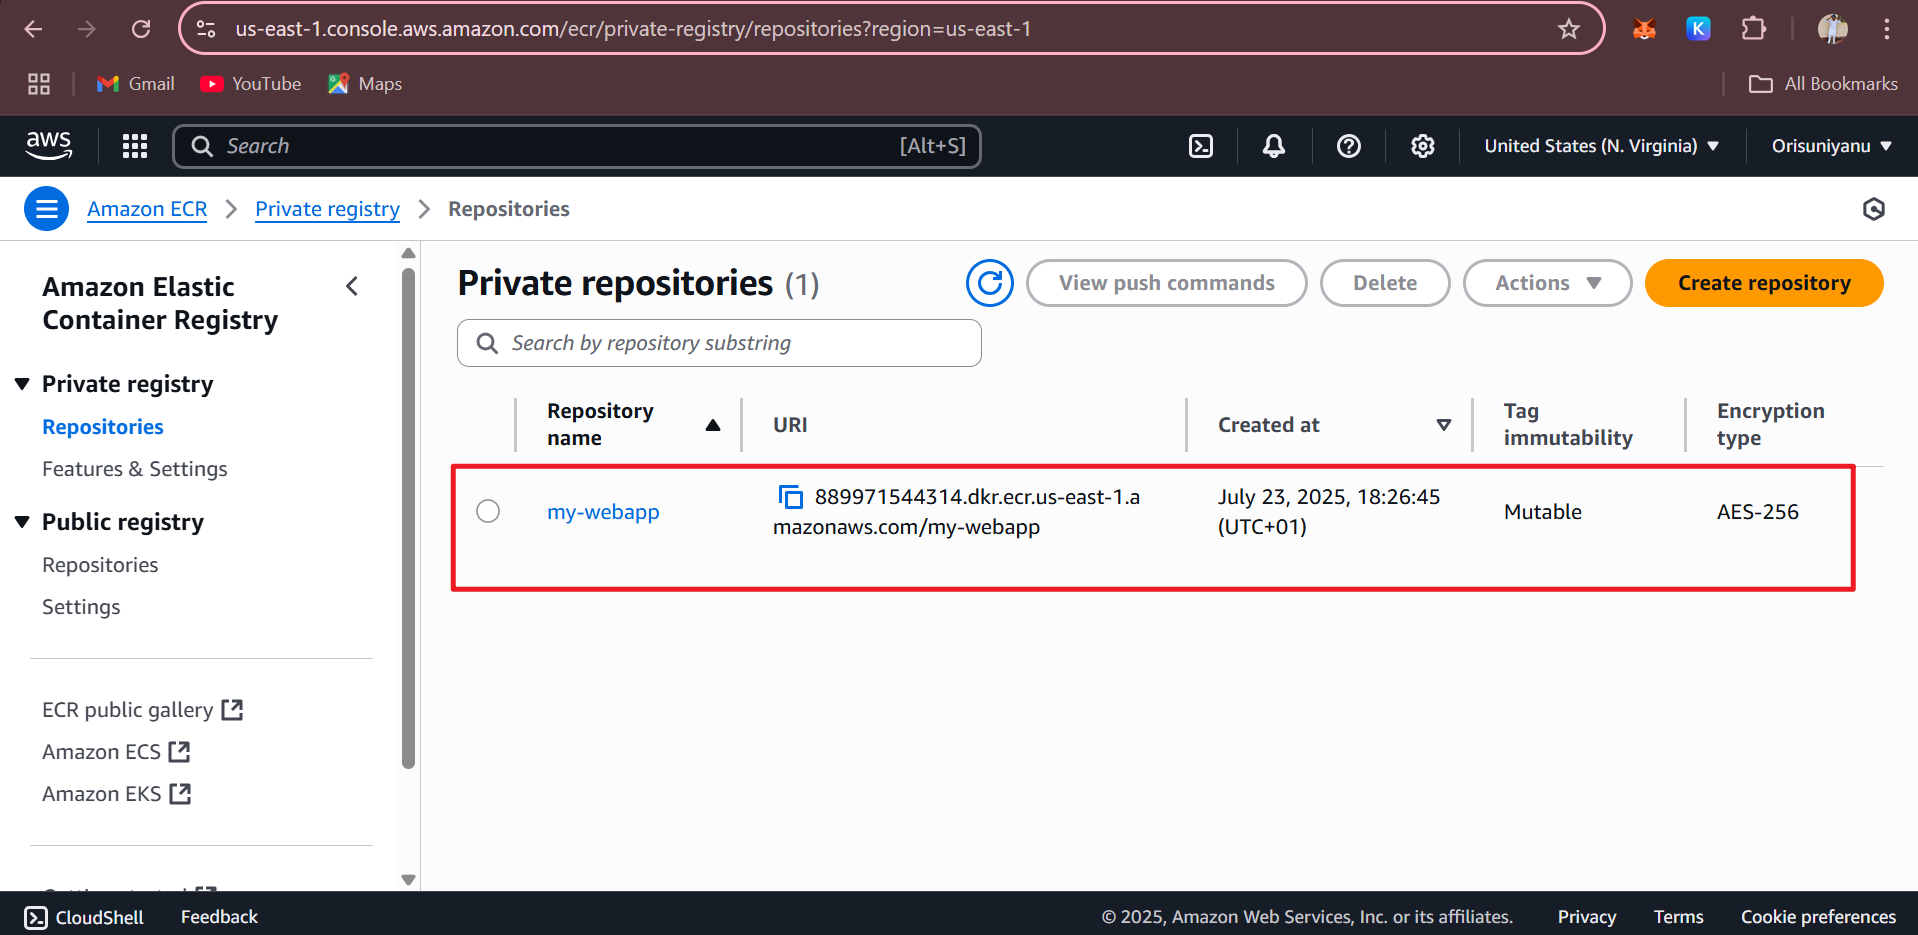 us-east-1.console.aws.amazon.com/ecr/private-registry/repositories?region=us-east-1
K
Gmail
YouTube
Maps
All Bookmarks
aws
Search
[Alt+S]
United States (N. Virginia)
Orisuniyanu
Amazon ECR
Private registry
Repositories
Amazon Elastic
Container Registry
Private registry
Repositories
Features & Settings
Public registry
Repositories
Settings
ECR public gallery
Amazon ECS
Amazon EKS
Private repositories (1)
View push commands
Delete
Actions
Create repository
Search by repository substring
Repository
name
URI
Created at
Tag
immutability
Encryption
type
my-webapp
889971544314.dkr.ecr.us-east-1.a
mazonaws.com/my-webapp
July 23, 2025, 18:26:45
(UTC+01)
Mutable
AES-256
CloudShell
Feedback
© 2025, Amazon Web Services, Inc. or its affiliates.
Privacy
Terms
Cookie preferences